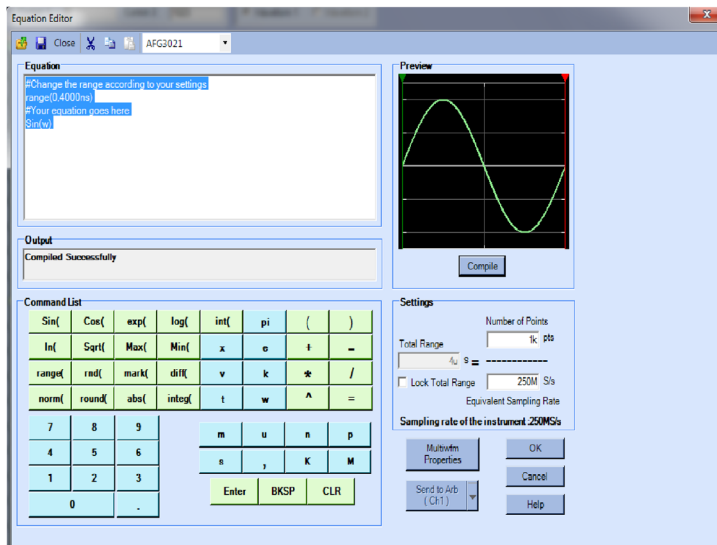 Equation Editor
Close AFG3021
Equation
#Change the range according to your settings
range(0,4000ns)
#Your equation goes here
Sin(w)
Preview
Output
Compiled Successfully
Compile
Command List
Sin( Cos( exp( log( int( pi ( )
ln( Sqrt( Max( Min( x e + -
range( rnd( mark( diff( v k * /
norm( round( abs( integ( t w ^ =
7 8 9
4 5 6
1 2 3
0 .
m u n p
s , K M
Enter BKSP CLR
Settings
Number of Points
1k pts
Total Range
4u s = ------------
Lock Total Range 250M S/s
Equivalent Sampling Rate
Sampling rate of the instrument :250MS/s
Multiwfm
Properties
OK
Cancel
Send to Arb
(Ch1)
Help